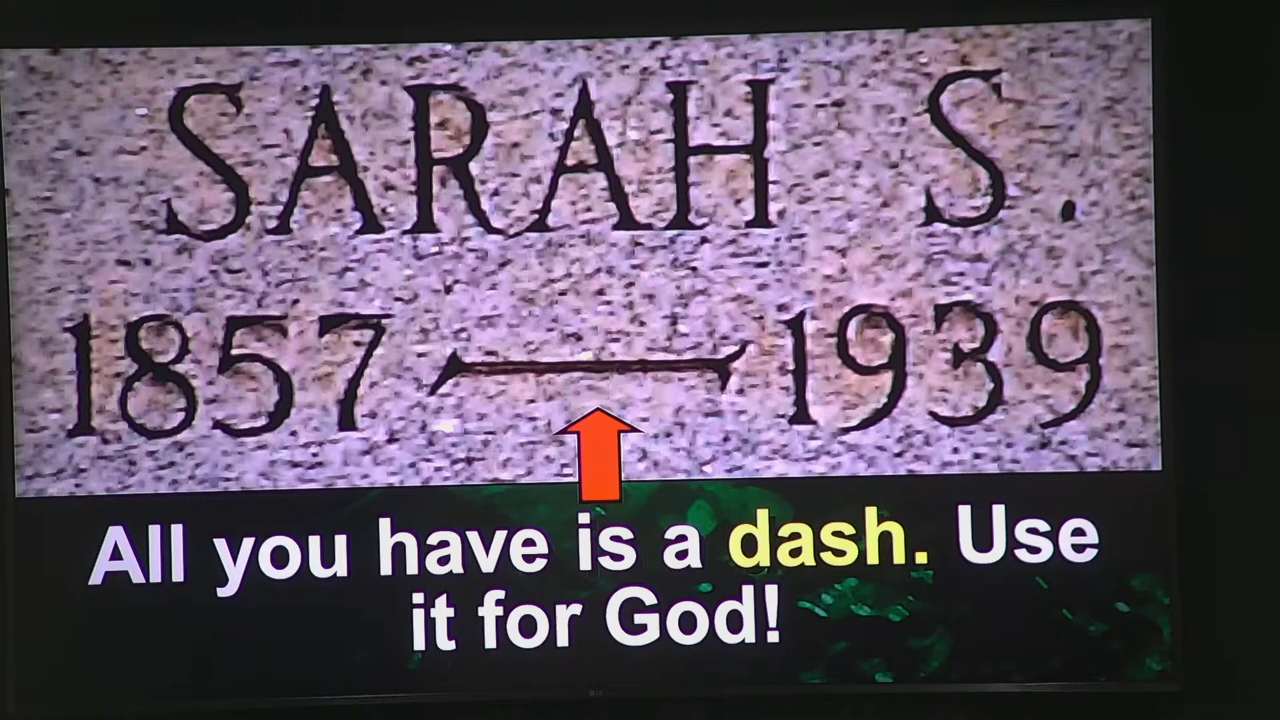 SARAH S.
1857 — 1939
All you have is a dash. Use
it for God!